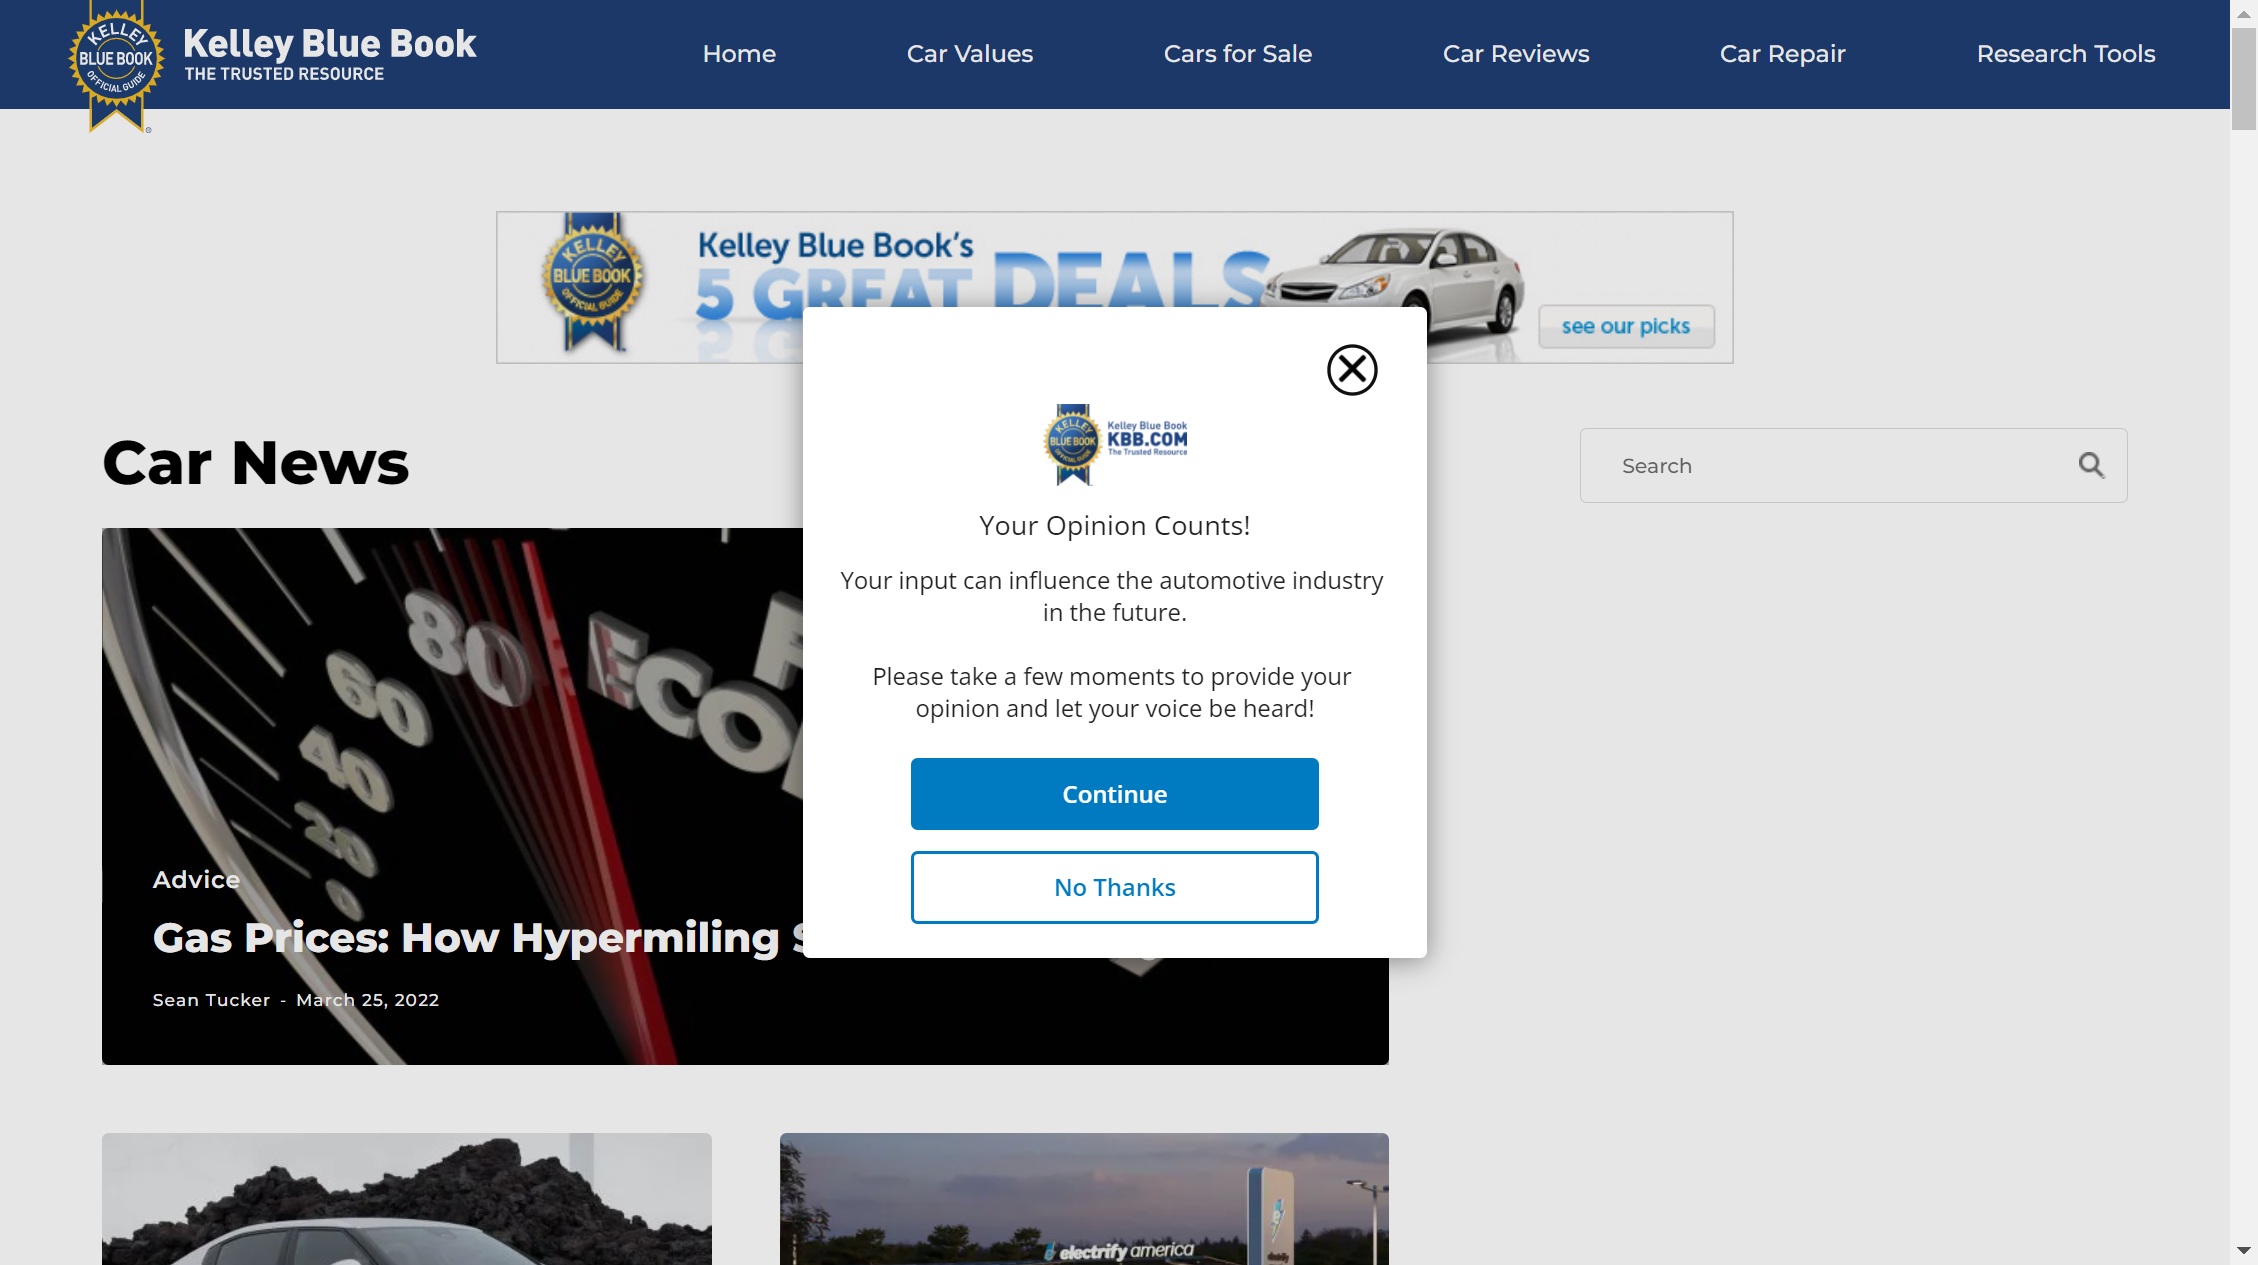 KELLEY
BLUE BOOK
OFFICIAL GUIDE
Kelley Blue Book
THE TRUSTED RESOURCE
Home
Car Values
Cars for Sale
Car Reviews
Car Repair
Research Tools
KELLEY
BLUE BOOK
OFFICIAL GUIDE
Kelley Blue Book's
5 GREAT DEALS
see our picks
Car News
Search
KELLEY
BLUE BOOK
OFFICIAL GUIDE
Kelley Blue Book
KBB.COM
The Trusted Resource
Your Opinion Counts!
Your input can influence the automotive industry
in the future.
Please take a few moments to provide your
opinion and let your voice be heard!
Continue
No Thanks
80
60
40
20
0
Advice
Gas Prices: How Hypermiling
Sean Tucker - March 25, 2022
electrify america